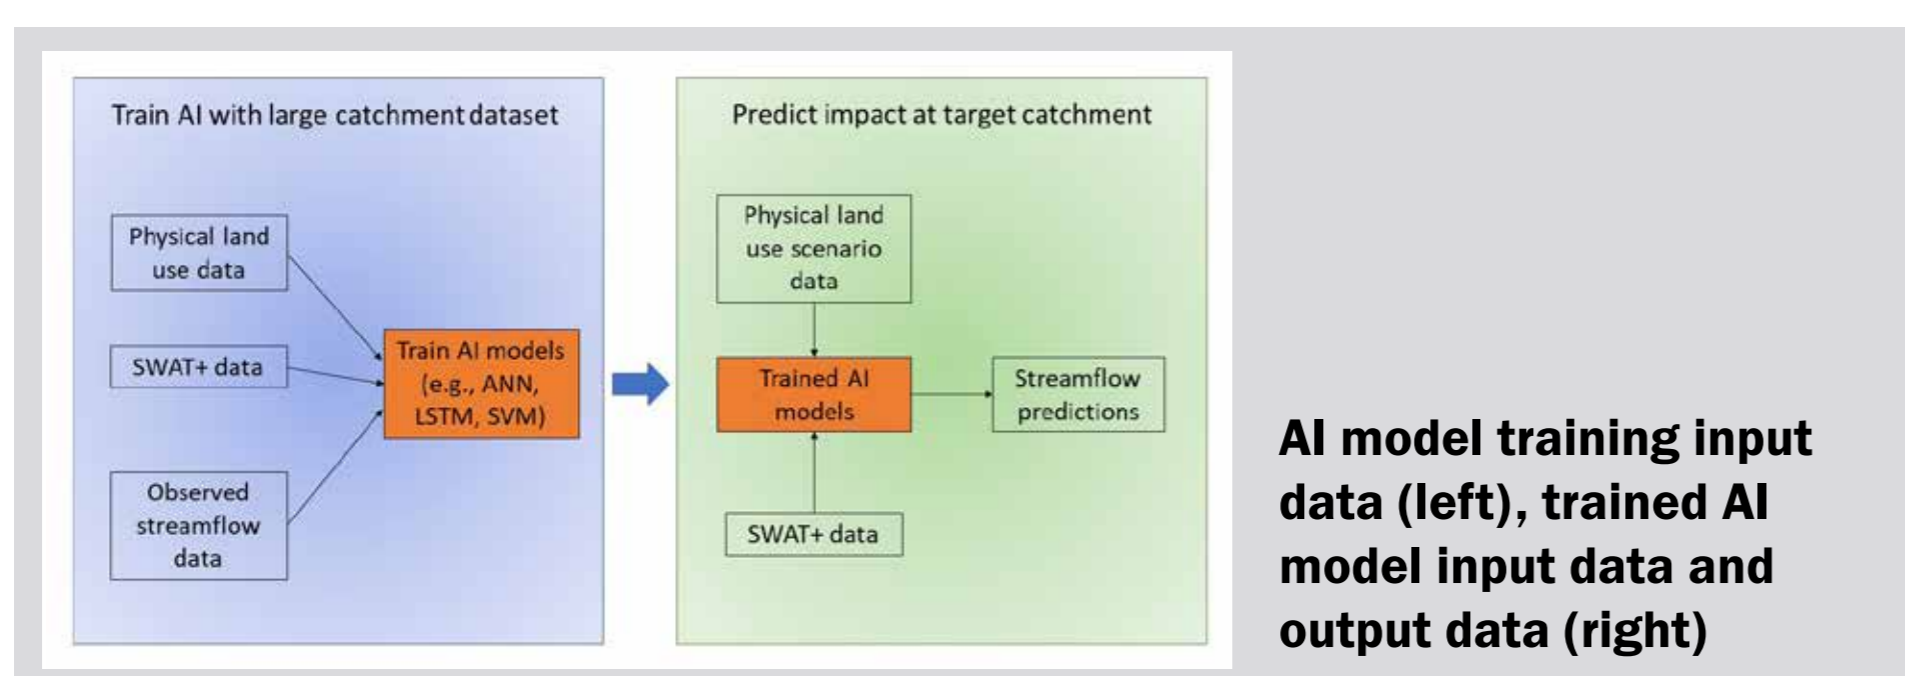 Train AI with large catchment dataset
Physical land
use data
SWAT+ data
Observed
streamflow
data
Train AI models
(e.g., ANN,
LSTM, SVM)
Predict impact at target catchment
Physical land
use scenario
data
Trained AI
models
SWAT+ data
Streamflow
predictions
AI model training input
data (left), trained AI
model input data and
output data (right)